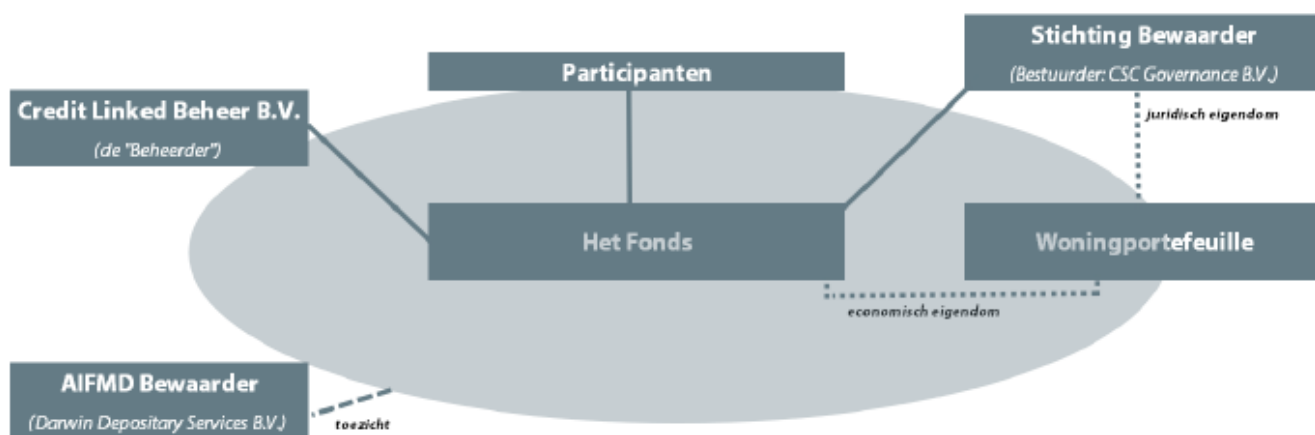 Stichting Bewaarder
(Bestuurder: CSC Governance B.V.)
Participanten
Credit Linked Beheer B.V.
(de "Beheerder")
juridisch eigendom
Het Fonds
Woningportefeuille
economisch eigendom
AIFMD Bewaarder
(Darwin Depositary Services B.V.)
toezicht